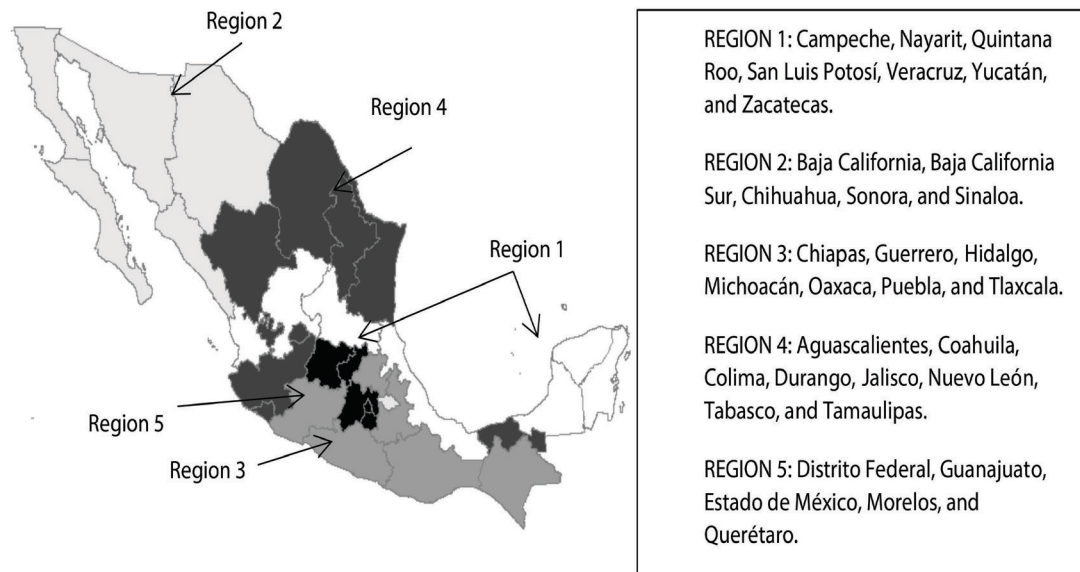 Region 2
Region 4
Region 1
Region 5
Region 3
REGION 1: Campeche, Nayarit, Quintana
Roo, San Luis Potosí, Veracruz, Yucatán,
and Zacatecas.
REGION 2: Baja California, Baja California
Sur, Chihuahua, Sonora, and Sinaloa.
REGION 3: Chiapas, Guerrero, Hidalgo,
Michoacán, Oaxaca, Puebla, and Tlaxcala.
REGION 4: Aguascalientes, Coahuila,
Colima, Durango, Jalisco, Nuevo León,
Tabasco, and Tamaulipas.
REGION 5: Distrito Federal, Guanajuato,
Estado de México, Morelos, and
Querétaro.